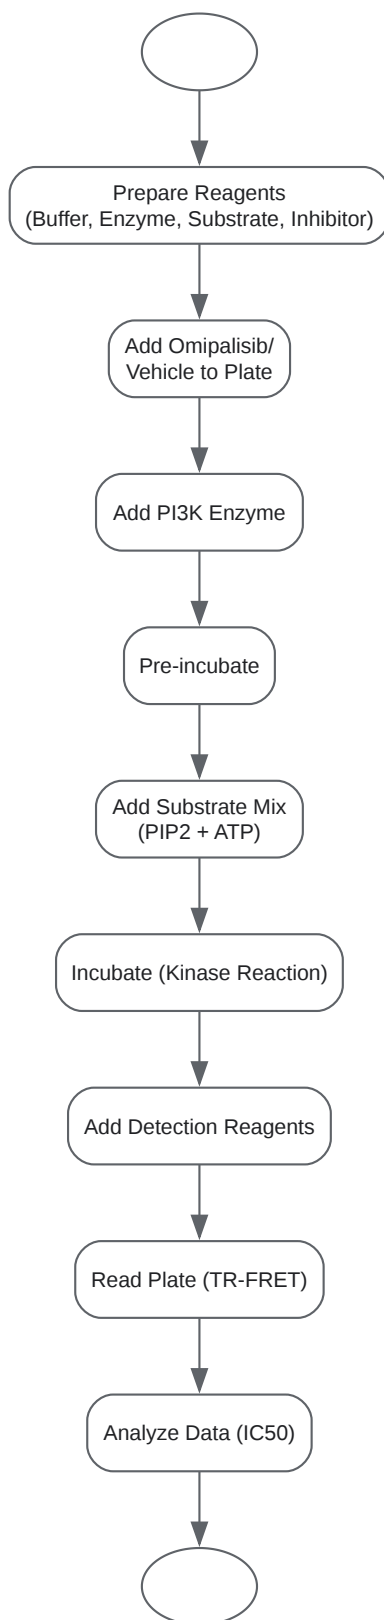 Prepare Reagents
(Buffer, Enzyme, Substrate, Inhibitor)
Add Omipalisib/
Vehicle to Plate
Add PI3K Enzyme
Pre-incubate
Add Substrate Mix
(PIP2 + ATP)
Incubate (Kinase Reaction)
Add Detection Reagents
Read Plate (TR-FRET)
Analyze Data (IC50)